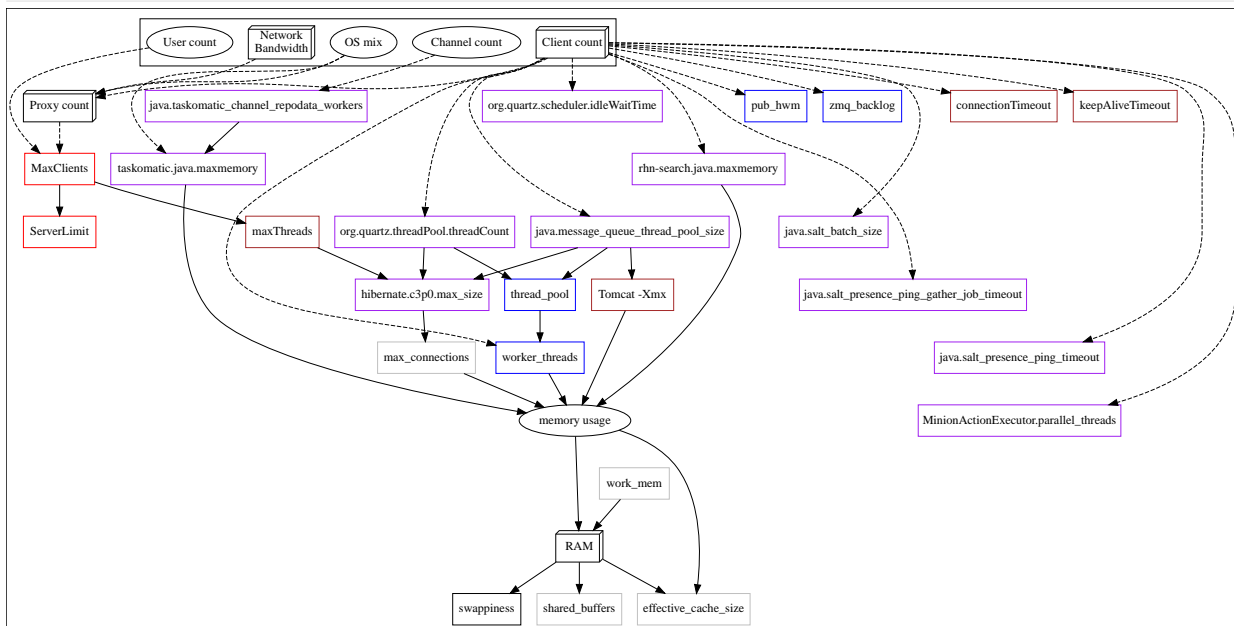 User count
Network
Bandwidth
OS mix
Channel count
Client count
Proxy count
java.taskomatic_channel_repodata_workers
org.quartz.scheduler.idleWaitTime
pub_hwm
zmq_backlog
connectionTimeout
keepAliveTimeout
MaxClients
taskomatic.java.maxmemory
rhn-search.java.maxmemory
ServerLimit
maxThreads
org.quartz.threadPool.threadCount
java.message_queue_thread_pool_size
java.salt_batch_size
hibernate.c3p0.max_size
thread_pool
Tomcat -Xmx
java.salt_presence_ping_gather_job_timeout
max_connections
worker_threads
java.salt_presence_ping_timeout
memory usage
MinionActionExecutor.parallel_threads
work_mem
RAM
swappiness
shared_buffers
effective_cache_size